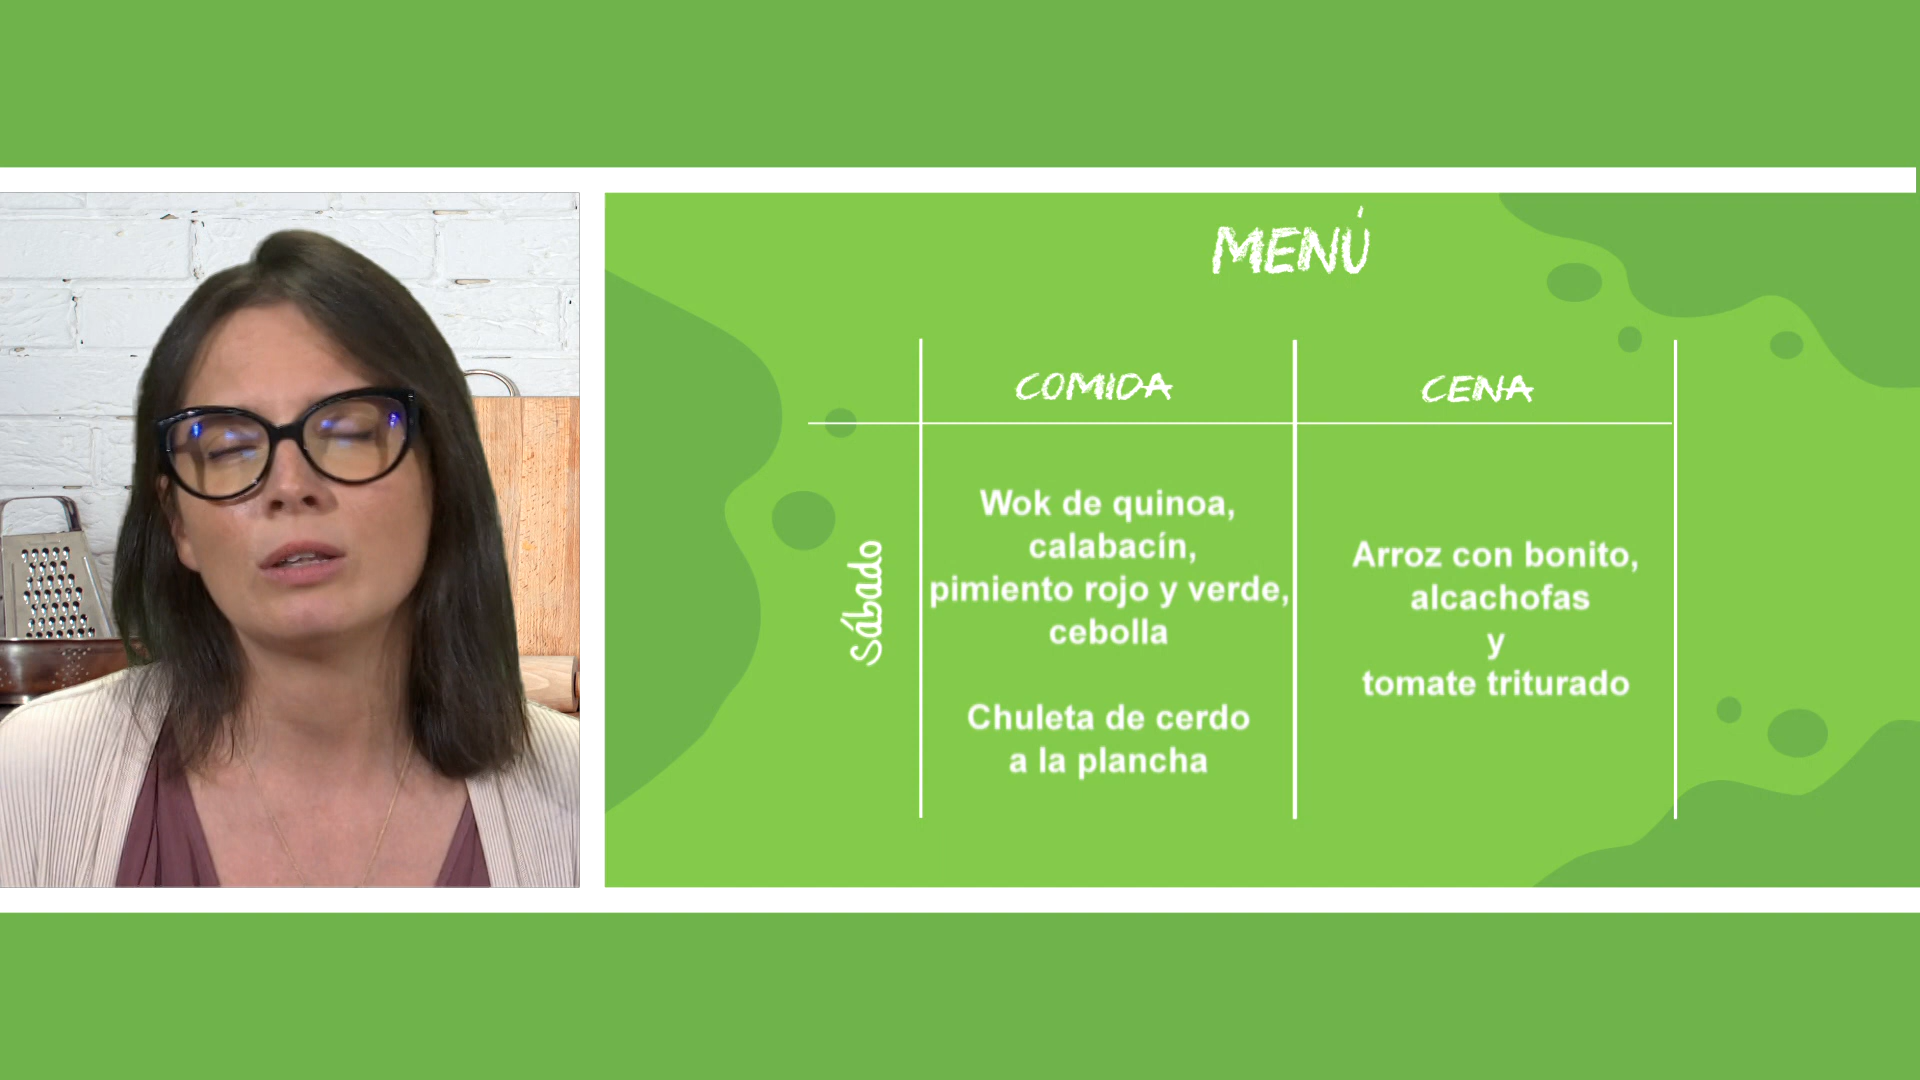 MENÚ
COMIDA
CENA
Sábado
Wok de quinoa,
calabacín,
pimiento rojo y verde,
cebolla
Chuleta de cerdo
a la plancha
Arroz con bonito,
alcachofas
y
tomate triturado